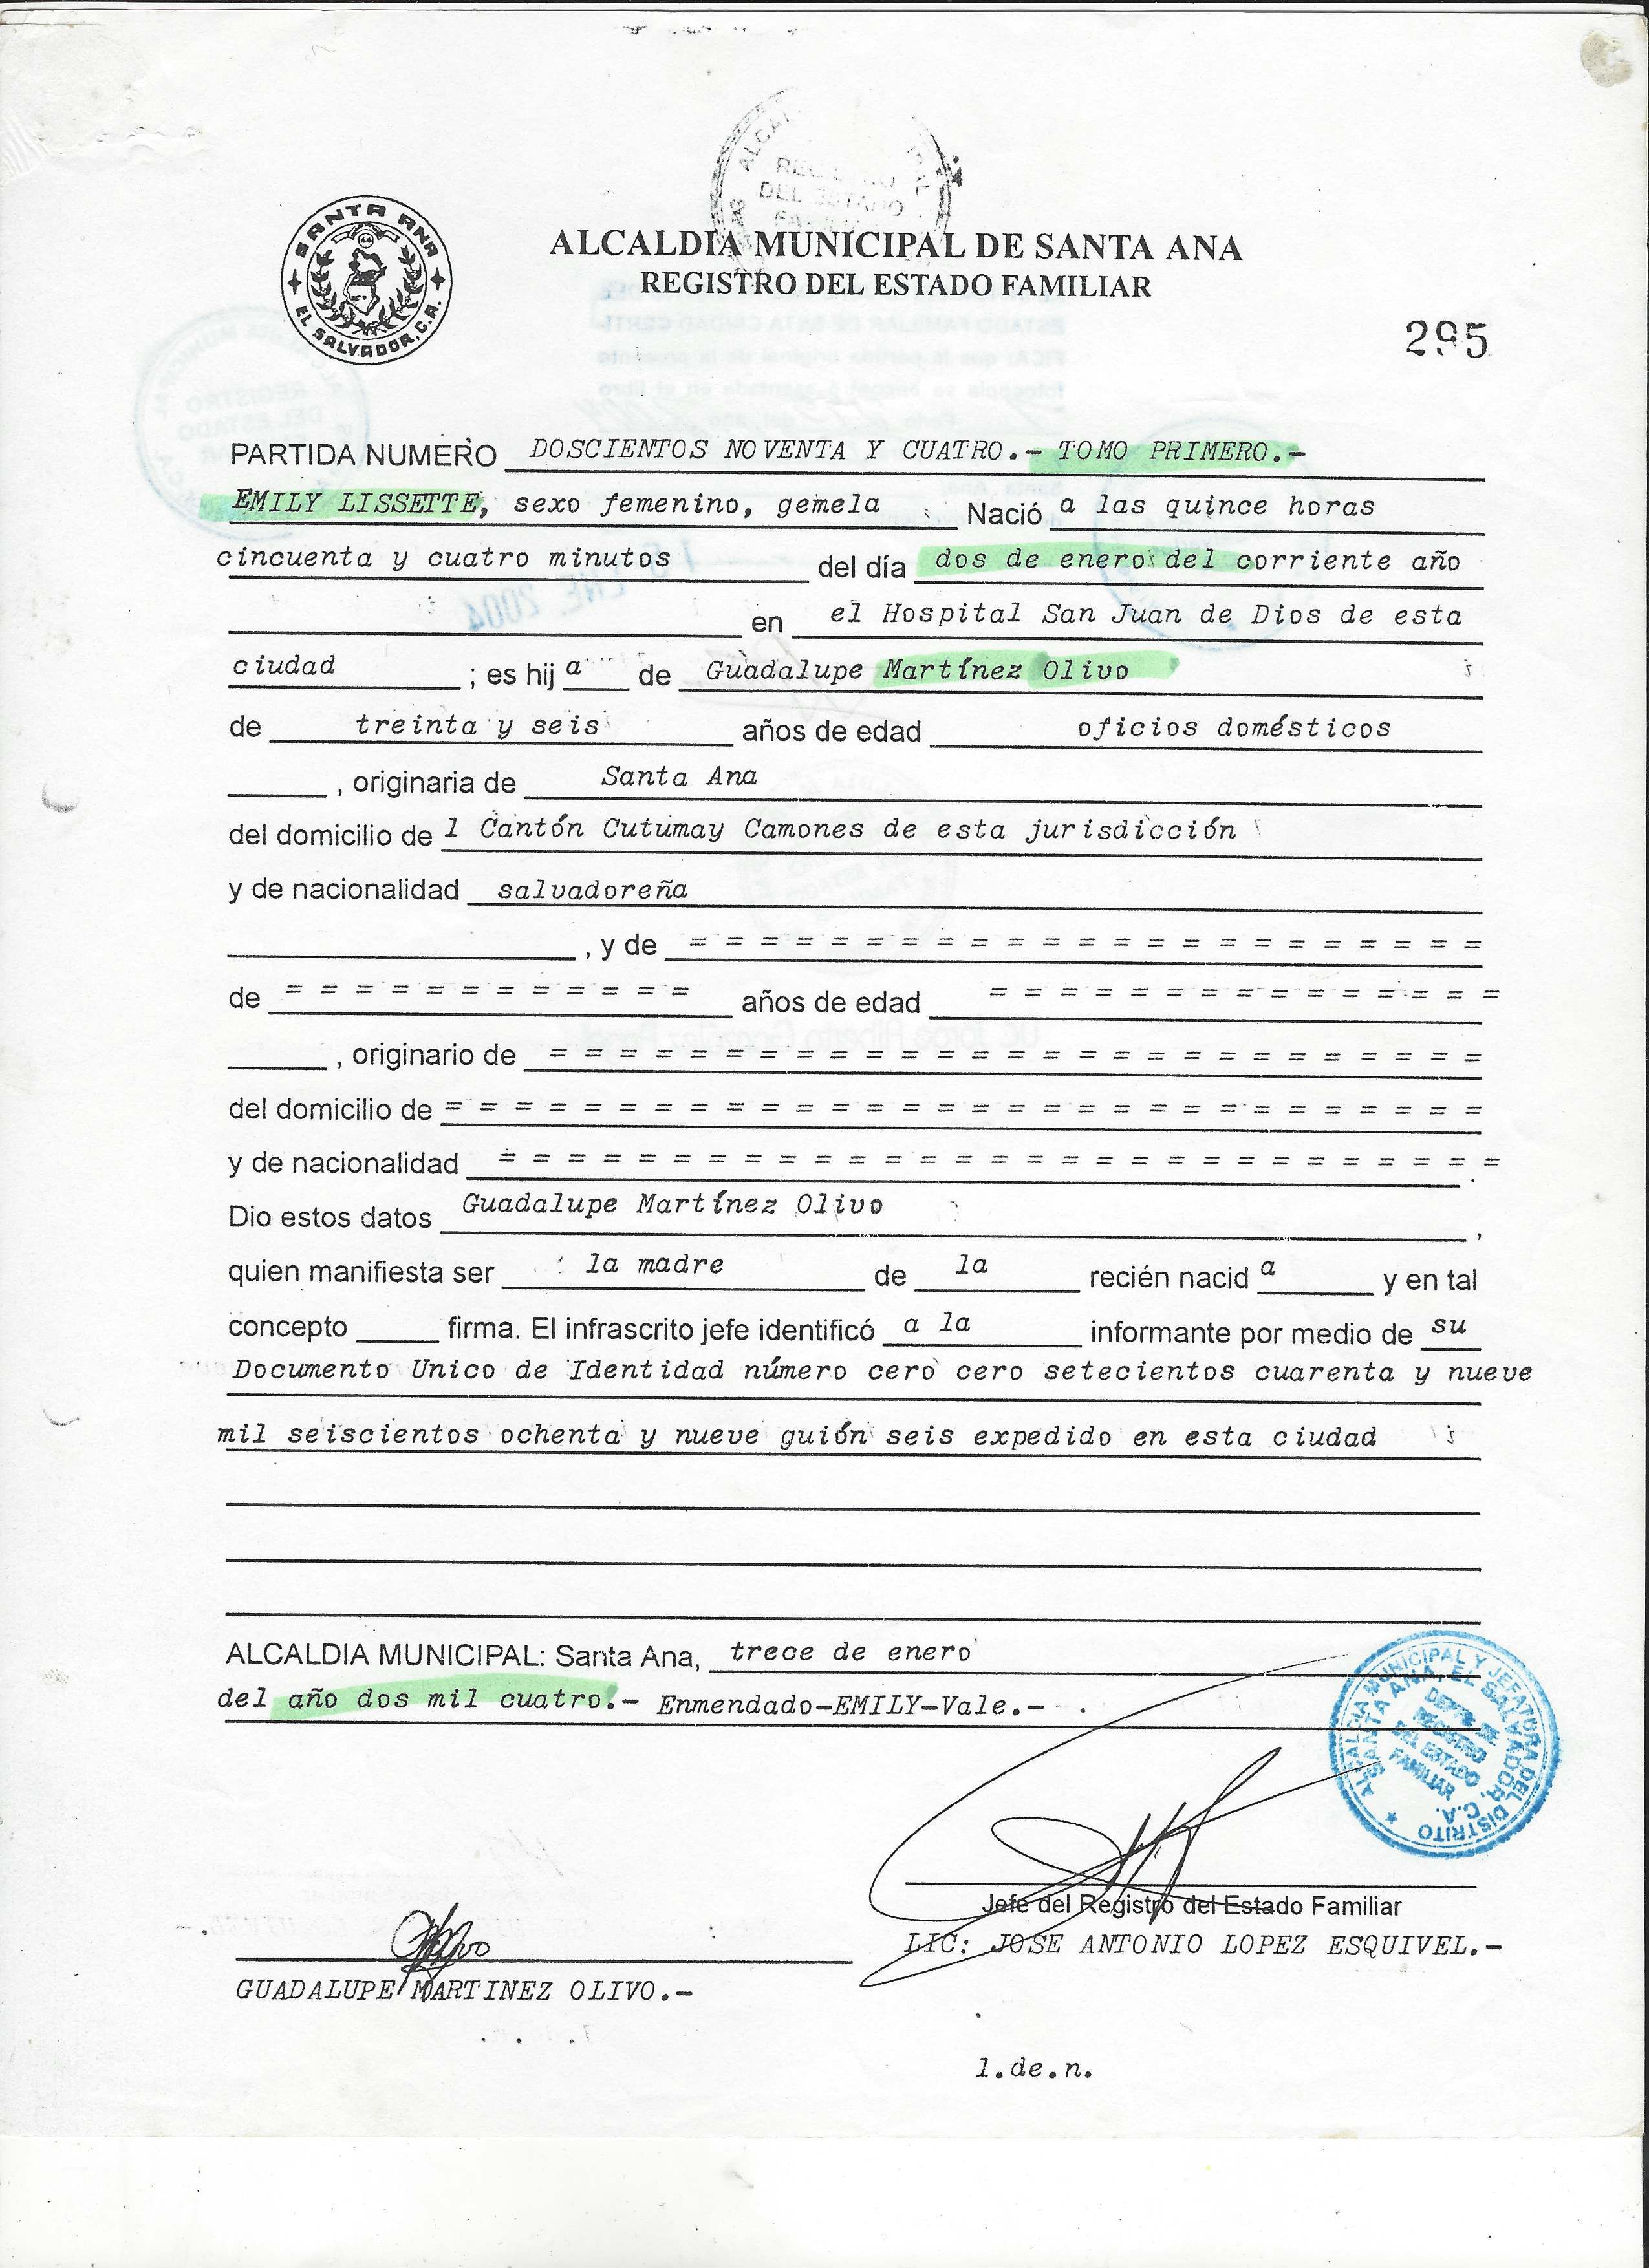 SANTA ANA
EL SALVADOR, C.A.
REGISTRO
DEL ESTADO
ALCALDIA MUNICIPAL DE SANTA ANA
REGISTRO DEL ESTADO FAMILIAR
295
PARTIDA NUMERO DOSCIENTOS NOVENTA Y CUATRO.- TOMO PRIMERO.-
EMILY LISSETTE, sexo femenino, gemela Nació a las quince horas
cincuenta y cuatro minutos del día dos de enero del corriente año
en el Hospital San Juan de Dios de esta
ciudad ; es hij a de Guadalupe Martínez Olivo
de treinta y seis años de edad oficios domésticos
, originaria de Santa Ana
del domicilio de l Cantón Cutumay Camones de esta jurisdicción
y de nacionalidad salvadoreña
, y de = = = = = = = = = = = = = = = = = = = = = = =
de = = = = = = = = = = = = años de edad = = = = = = = = = = = = = = =
, originario de = = = = = = = = = = = = = = = = = = = = = = = = = = =
del domicilio de = = = = = = = = = = = = = = = = = = = = = = = = = = = = = =
y de nacionalidad = = = = = = = = = = = = = = = = = = = = = = = = = = = = = .
Dio estos datos Guadalupe Martínez Olivo ,
quien manifiesta ser la madre de la recién nacid a y en tal
concepto firma. El infrascrito jefe identificó a la informante por medio de su
Documento Unico de Identidad número cero cero setecientos cuarenta y nueve
mil seiscientos ochenta y nueve guión seis expedido en esta ciudad
ALCALDIA MUNICIPAL: Santa Ana, trece de enero
del año dos mil cuatro.- Enmendado-EMILY-Vale.-
ALCALDIA MUNICIPAL Y JEFATURA DEL DISTRITO
SANTA ANA, EL SALVADOR, C.A.
DEPTO. DE
REGISTRO
DEL ESTADO
FAMILIAR
Jefe del Registro del Estado Familiar
LIC: JOSE ANTONIO LOPEZ ESQUIVEL.-
GUADALUPE MARTINEZ OLIVO.-
l.de.n.